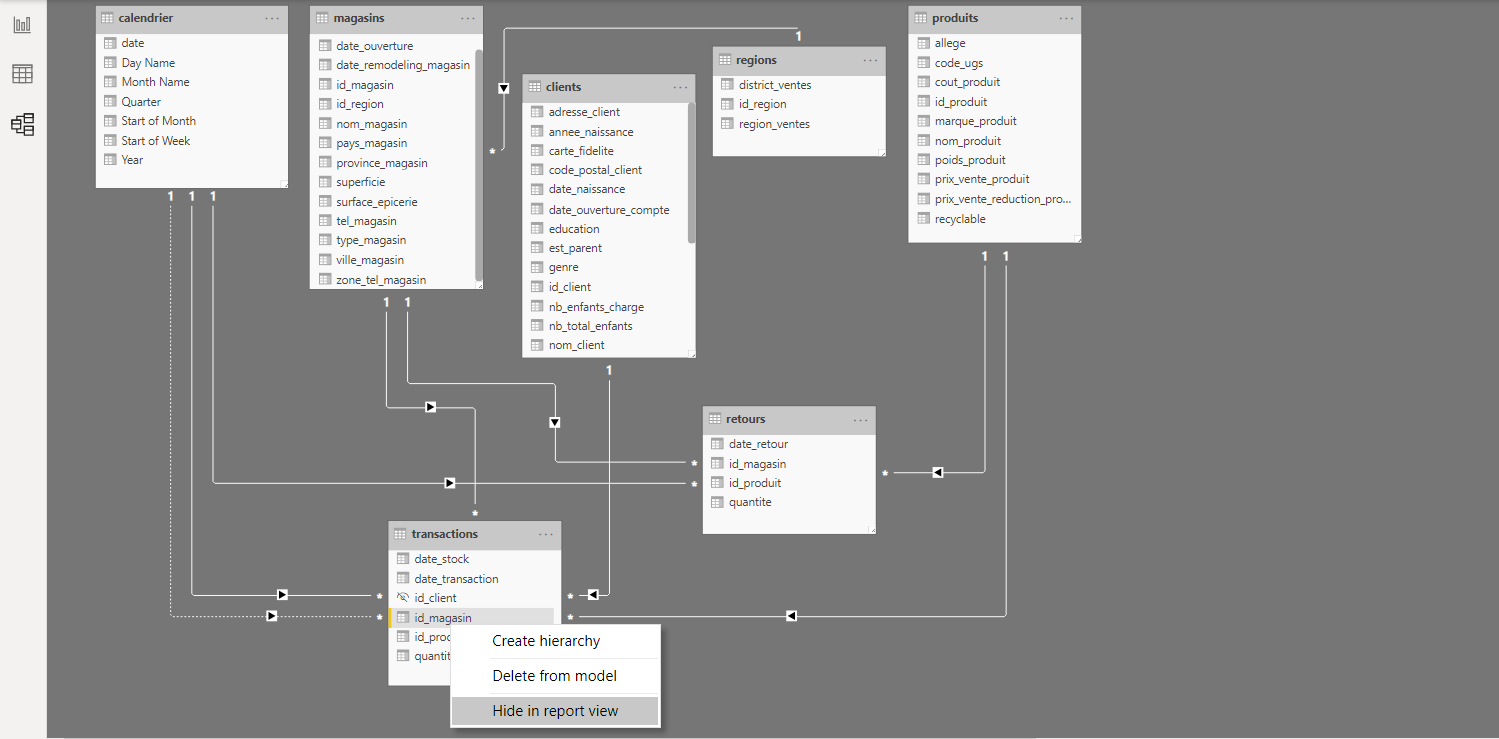 calendrier
date
Day Name
Month Name
Quarter
Start of Month
Start of Week
Year
1 1 1
magasins
date_ouverture
date_remodeling_magasin
id_magasin
id_region
nom_magasin
pays_magasin
province_magasin
superficie
surface_epicerie
tel_magasin
type_magasin
ville_magasin
zone_tel_magasin
1 1
*
clients
adresse_client
annee_naissance
carte_fidelite
code_postal_client
date_naissance
date_ouverture_compte
education
est_parent
genre
id_client
nb_enfants_charge
nb_total_enfants
nom_client
1
1
regions
district_ventes
id_region
region_ventes
produits
allege
code_ugs
cout_produit
id_produit
marque_produit
nom_produit
poids_produit
prix_vente_produit
prix_vente_reduction_pro...
recyclable
1 1
retours
date_retour
id_magasin
id_produit
quantite
*
*
*
*
transactions
date_stock
date_transaction
id_client
id_magasin
id_proc
quantit
*
*
*
*
Create hierarchy
Delete from model
Hide in report view